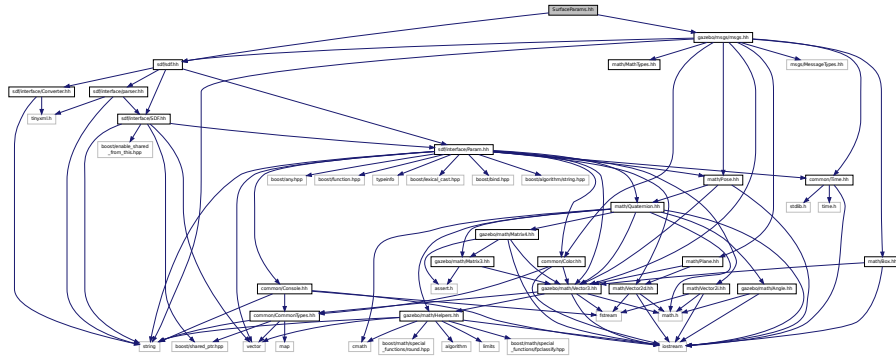 SurfaceParams.hh
gazebo/msgs/msgs.hh
sdf/sdf.hh
math/MathTypes.hh
msgs/MessageTypes.hh
sdf/interface/Converter.hh
sdf/interface/parser.hh
tinyxml.h
sdf/interface/SDF.hh
boost/enable_shared
_from_this.hpp
sdf/interface/Param.hh
boost/any.hpp
boost/function.hpp
typeinfo
boost/lexical_cast.hpp
boost/bind.hpp
boost/algorithm/string.hpp
math/Pose.hh
common/Time.hh
math/Quaternion.hh
stdlib.h
time.h
gazebo/math/Matrix4.hh
gazebo/math/Matrix3.hh
common/Color.hh
math/Plane.hh
math/Box.hh
assert.h
common/Console.hh
gazebo/math/Vector3.hh
math/Vector2d.hh
math/Vector2i.hh
gazebo/math/Angle.hh
common/CommonTypes.hh
gazebo/math/Helpers.hh
fstream
math.h
string
boost/shared_ptr.hpp
vector
map
cmath
boost/math/special
_functions/round.hpp
algorithm
limits
boost/math/special
_functions/fpclassify.hpp
iostream